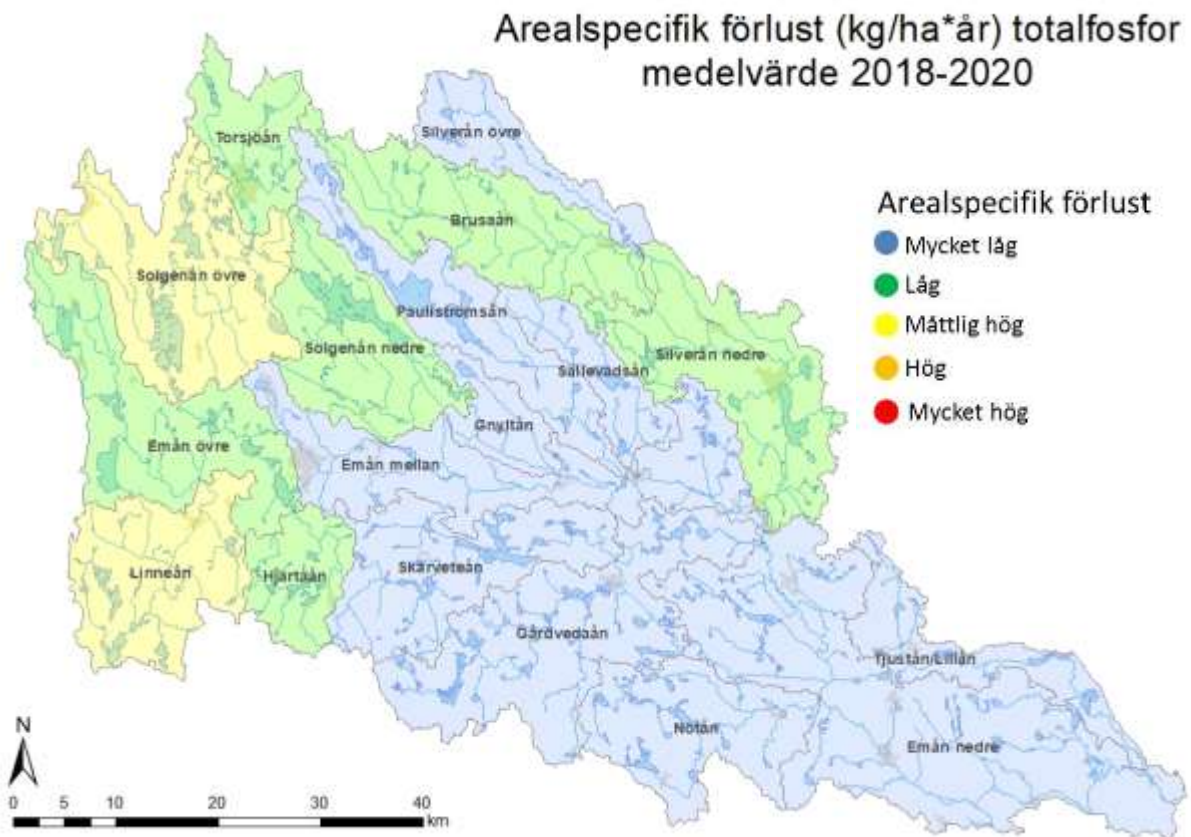 Arealspecifik förlust (kg/ha*år) totalfosfor
medelvärde 2018-2020
Silverån övre
Torsjöån
Brusaån
Solgenån övre
Pauliströmsån
Solgenån nedre
Silverån nedre
Sällevadsån
Gnyltån
Emån övre
Emån mellan
Linneån
Hjärtaån
Skärveteån
Gårdvedaån
Tjustån/Lillån
Nötån
Emån nedre
Arealspecifik förlust
Mycket låg
Låg
Måttlig hög
Hög
Mycket hög
N
0 5 10 20 30 40
km